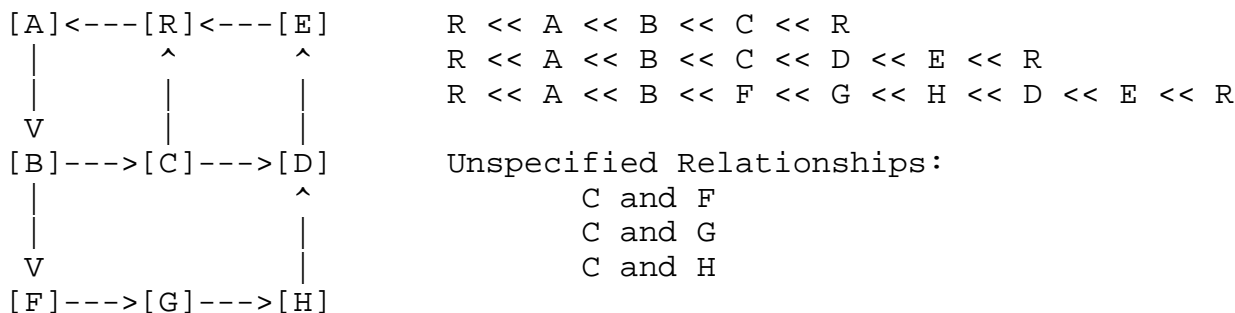 [A]<---[R]<---[E]      R << A << B << C << R
 |      ^      ^       R << A << B << C << D << E << R
 |      |      |       R << A << B << F << G << H << D << E << R
 V      |      |
[B]--->[C]--->[D]      Unspecified Relationships:
 |             ^              C and F
 |             |              C and G
 V             |              C and H
[F]--->[G]--->[H]